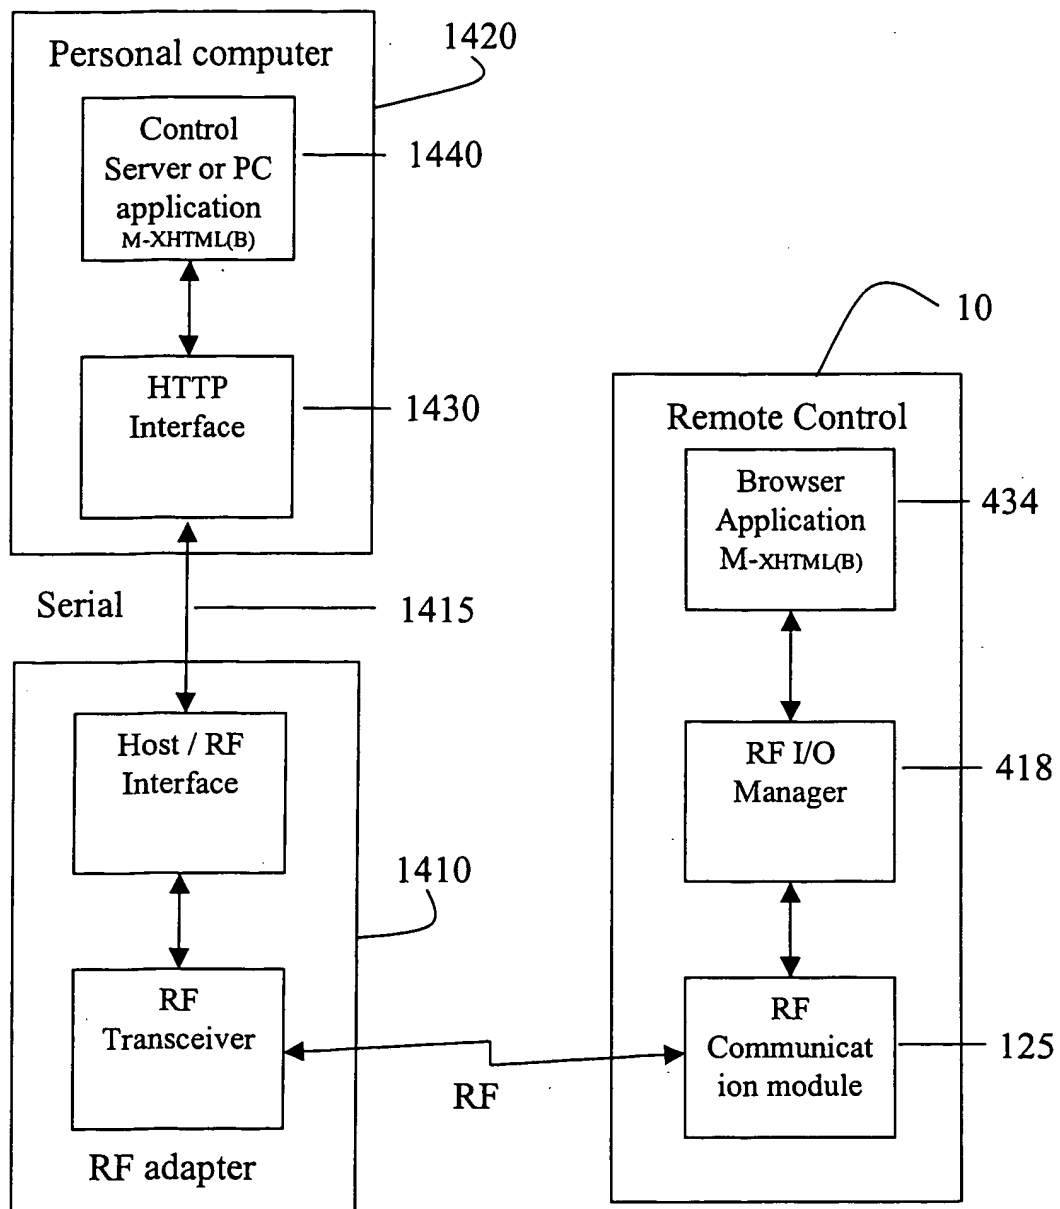 Personal computer
1420
Control
Server or PC
application
M-XHTML(B)
1440
HTTP
Interface
1430
Serial
1415
Host / RF
Interface
1410
RF
Transceiver
RF adapter
RF
10
Remote Control
Browser
Application
M-XHTML(B)
434
RF I/O
Manager
418
RF
Communicat
ion module
125